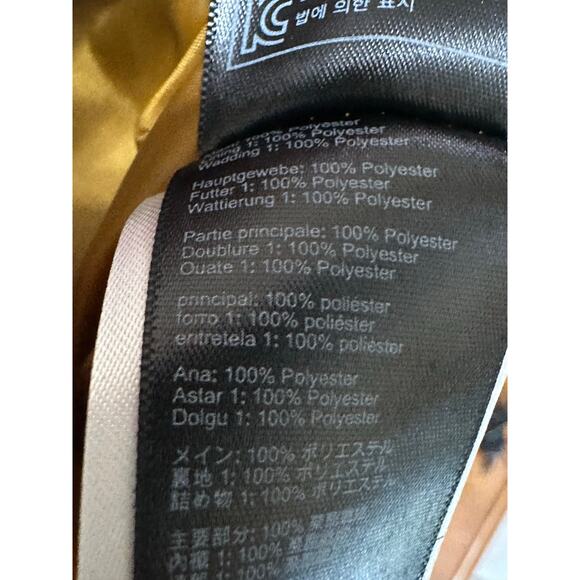 KC
법에 의한 표시
100% Polyester
Lining 1: 100% Polyester
Wadding 1: 100% Polyester
Hauptgewebe: 100% Polyester
Futter 1: 100% Polyester
Wattierung 1: 100% Polyester
Partie principale: 100% Polyester
Doublure 1: 100% Polyester
Ouate 1: 100% Polyester
principal: 100% poliéster
forro 1: 100% poliéster
entretela 1: 100% poliéster
Ana: 100% Polyester
Astar 1: 100% Polyester
Dolgu 1: 100% Polyester
メイン: 100% ポリエステル
裏地 1: 100% ポリエステル
詰め物 1: 100% ポリエステル
主要部分: 100%
内襯 1: 100%
1: 100%